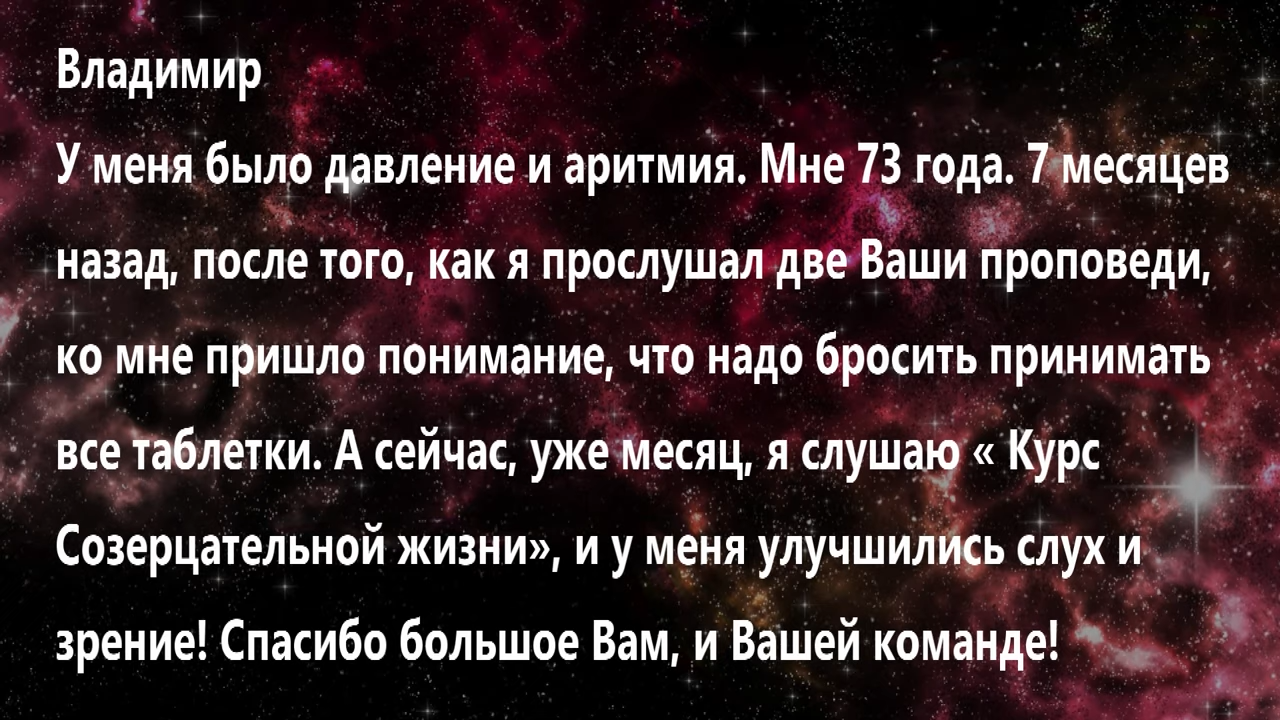 Владимир
У меня было давление и аритмия. Мне 73 года. 7 месяцев
назад, после того, как я прослушал две Ваши проповеди,
ко мне пришло понимание, что надо бросить принимать
все таблетки. А сейчас, уже месяц, я слушаю « Курс
Созерцательной жизни», и у меня улучшились слух и
зрение! Спасибо большое Вам, и Вашей команде!